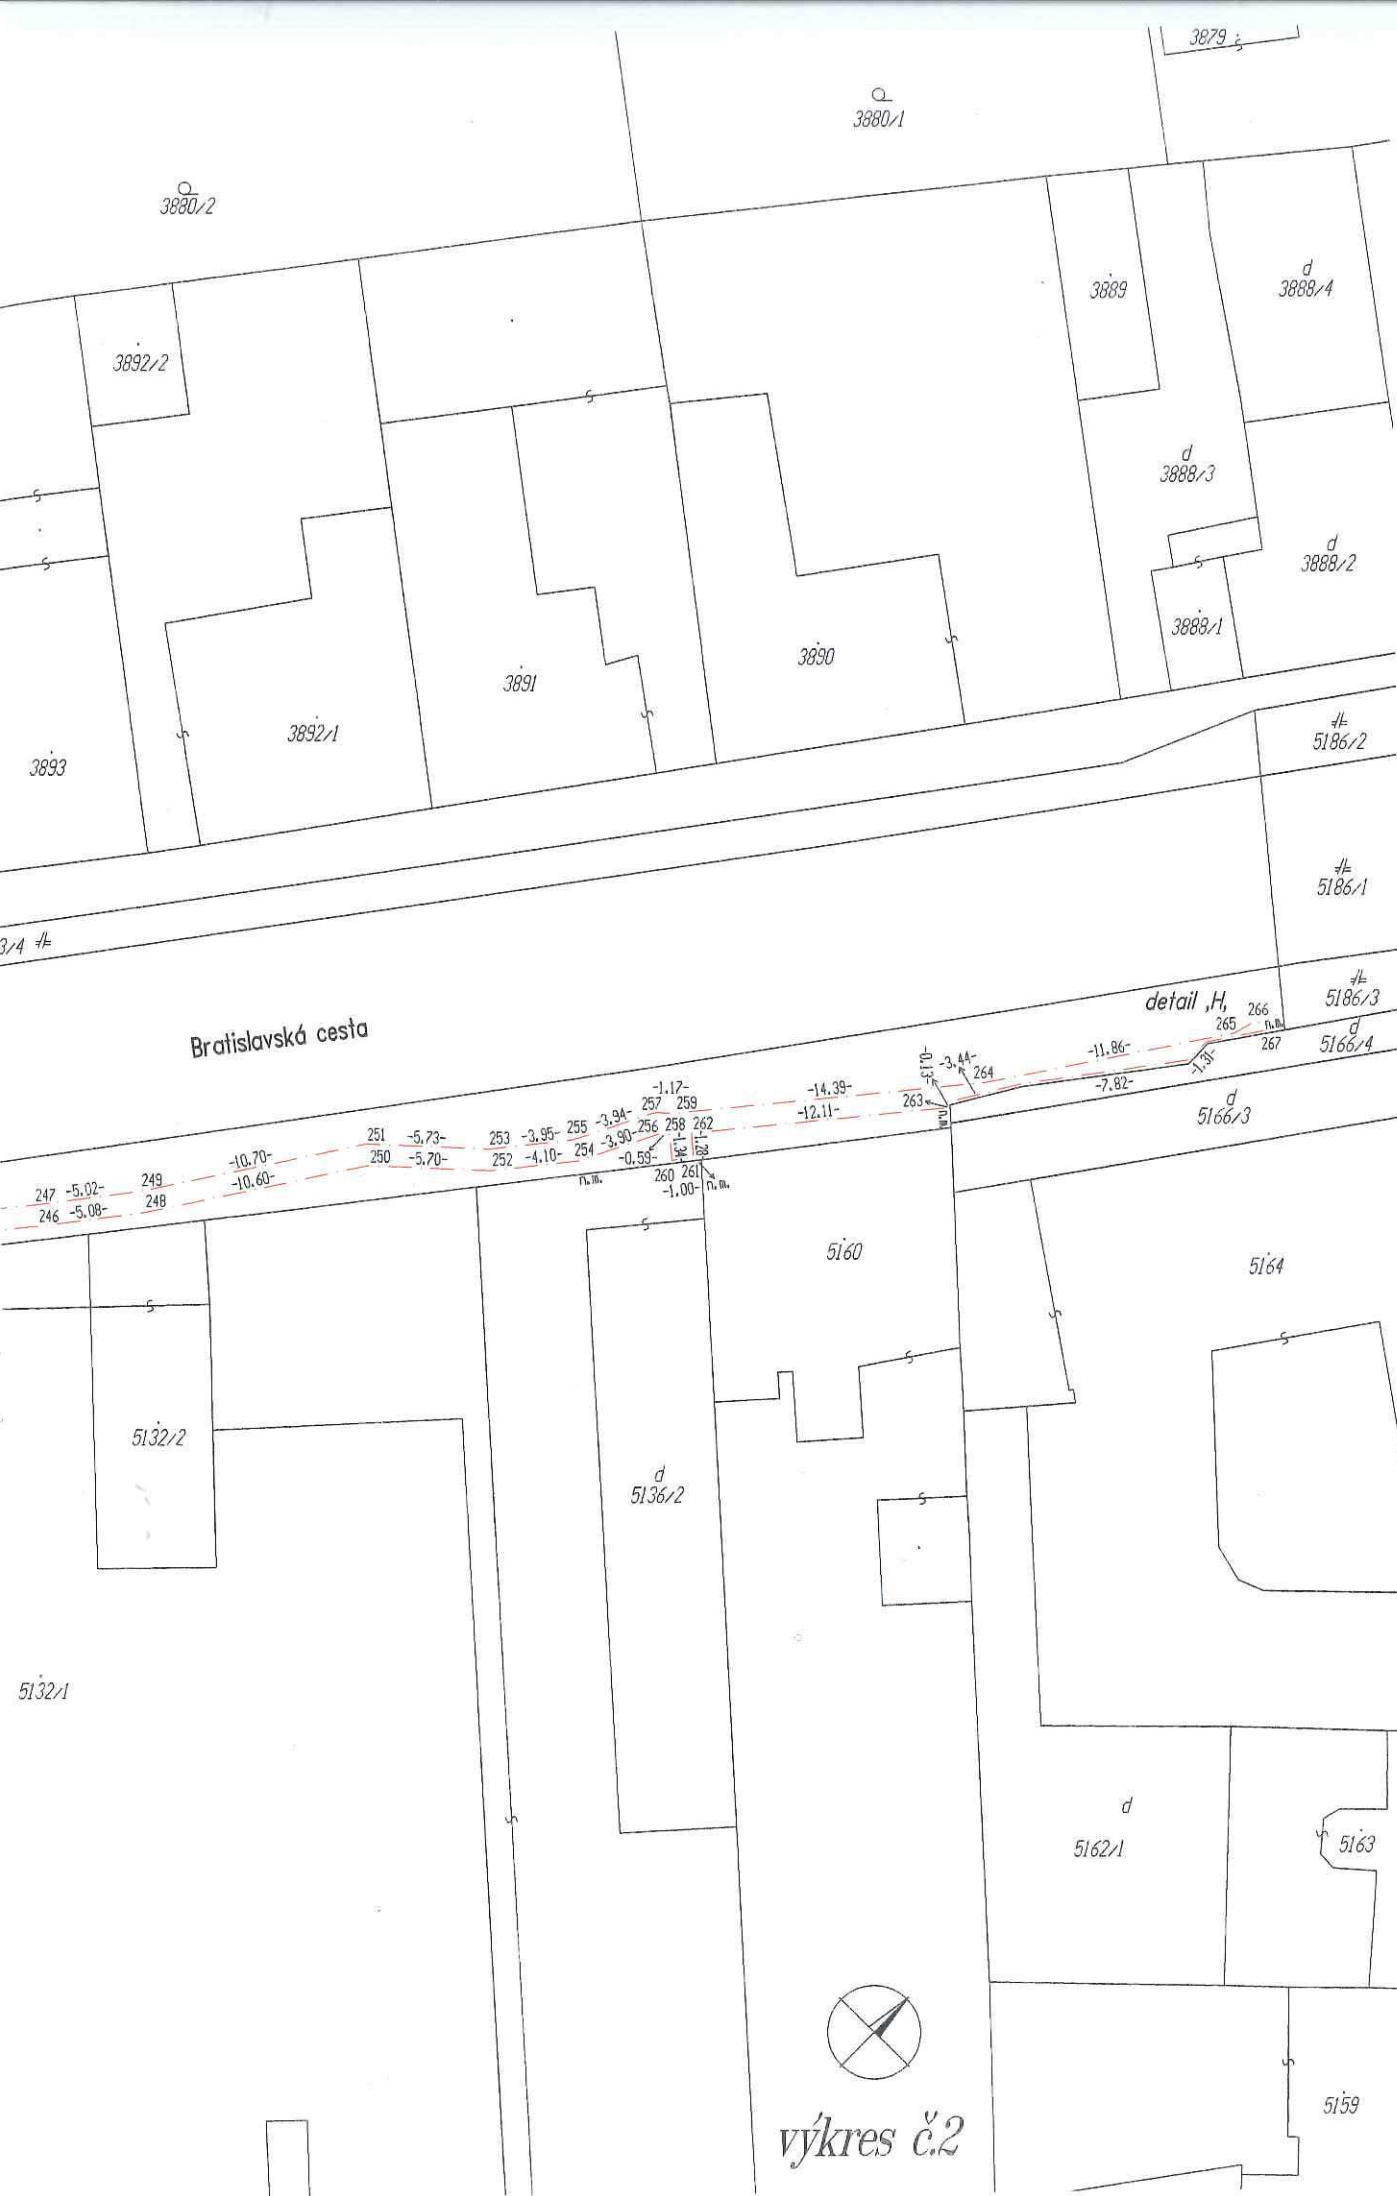 3879
3880/1
3880/2
3889
d
3888/4
3892/2
d
3888/3
d
3888/2
3888/1
3890
3891
3892/1
3893
5186/2
5186/1
3/4
5186/3
detail ,H,
265 266
n.m.
267
d
5166/4
Bratislavská cesta
-0.13-
-3.44-
264
-11.86-
-1.31-
-7.82-
d
5166/3
-1.17-
257 259
-14.39-
263
n.m.
-12.11-
251 -5.73- 253 -3.95- 255 -3.94-
250 -5.70- 252 -4.10- 254 -3.90- 256 258 262
-0.59-
-1.34-
-1.28-
n.m.
260 261
-1.00- n.m.
247 -5.02- 249 -10.70-
246 -5.08- 248 -10.60-
5160
5164
5132/2
d
5136/2
5132/1
d
5162/1
5163
5159
výkres č.2